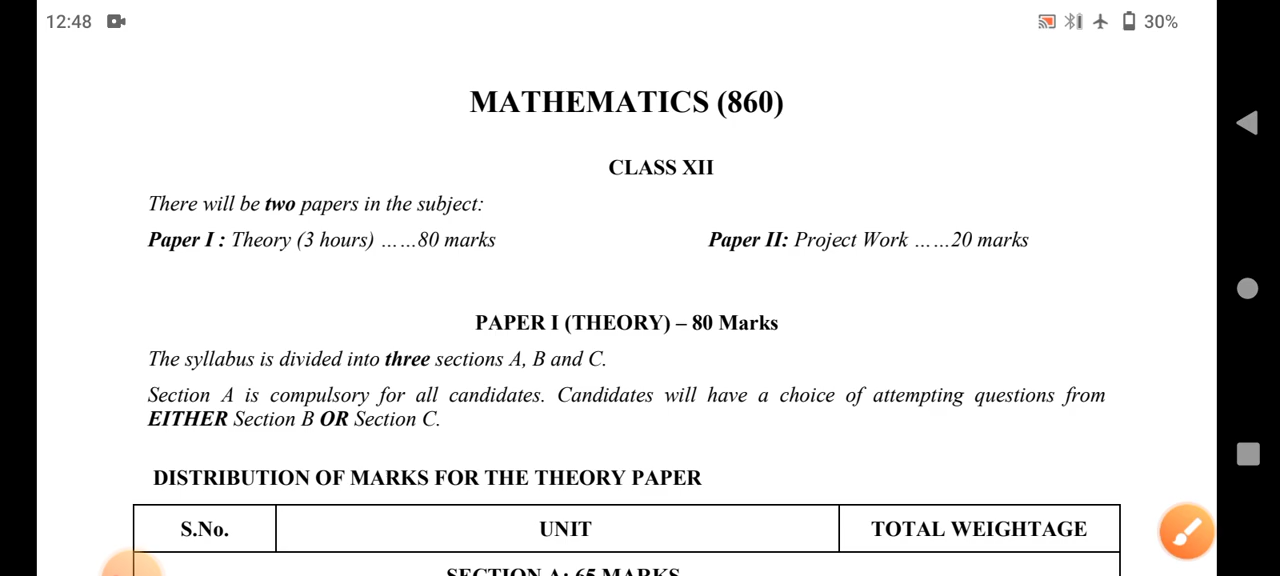 12:48
30%
MATHEMATICS (860)
CLASS XII
There will be two papers in the subject:
Paper I : Theory (3 hours) ……80 marks
Paper II: Project Work ……20 marks
PAPER I (THEORY) – 80 Marks
The syllabus is divided into three sections A, B and C.
Section A is compulsory for all candidates. Candidates will have a choice of attempting questions from
EITHER Section B OR Section C.
DISTRIBUTION OF MARKS FOR THE THEORY PAPER
S.No.
UNIT
TOTAL WEIGHTAGE
SECTION A: 65 MARKS